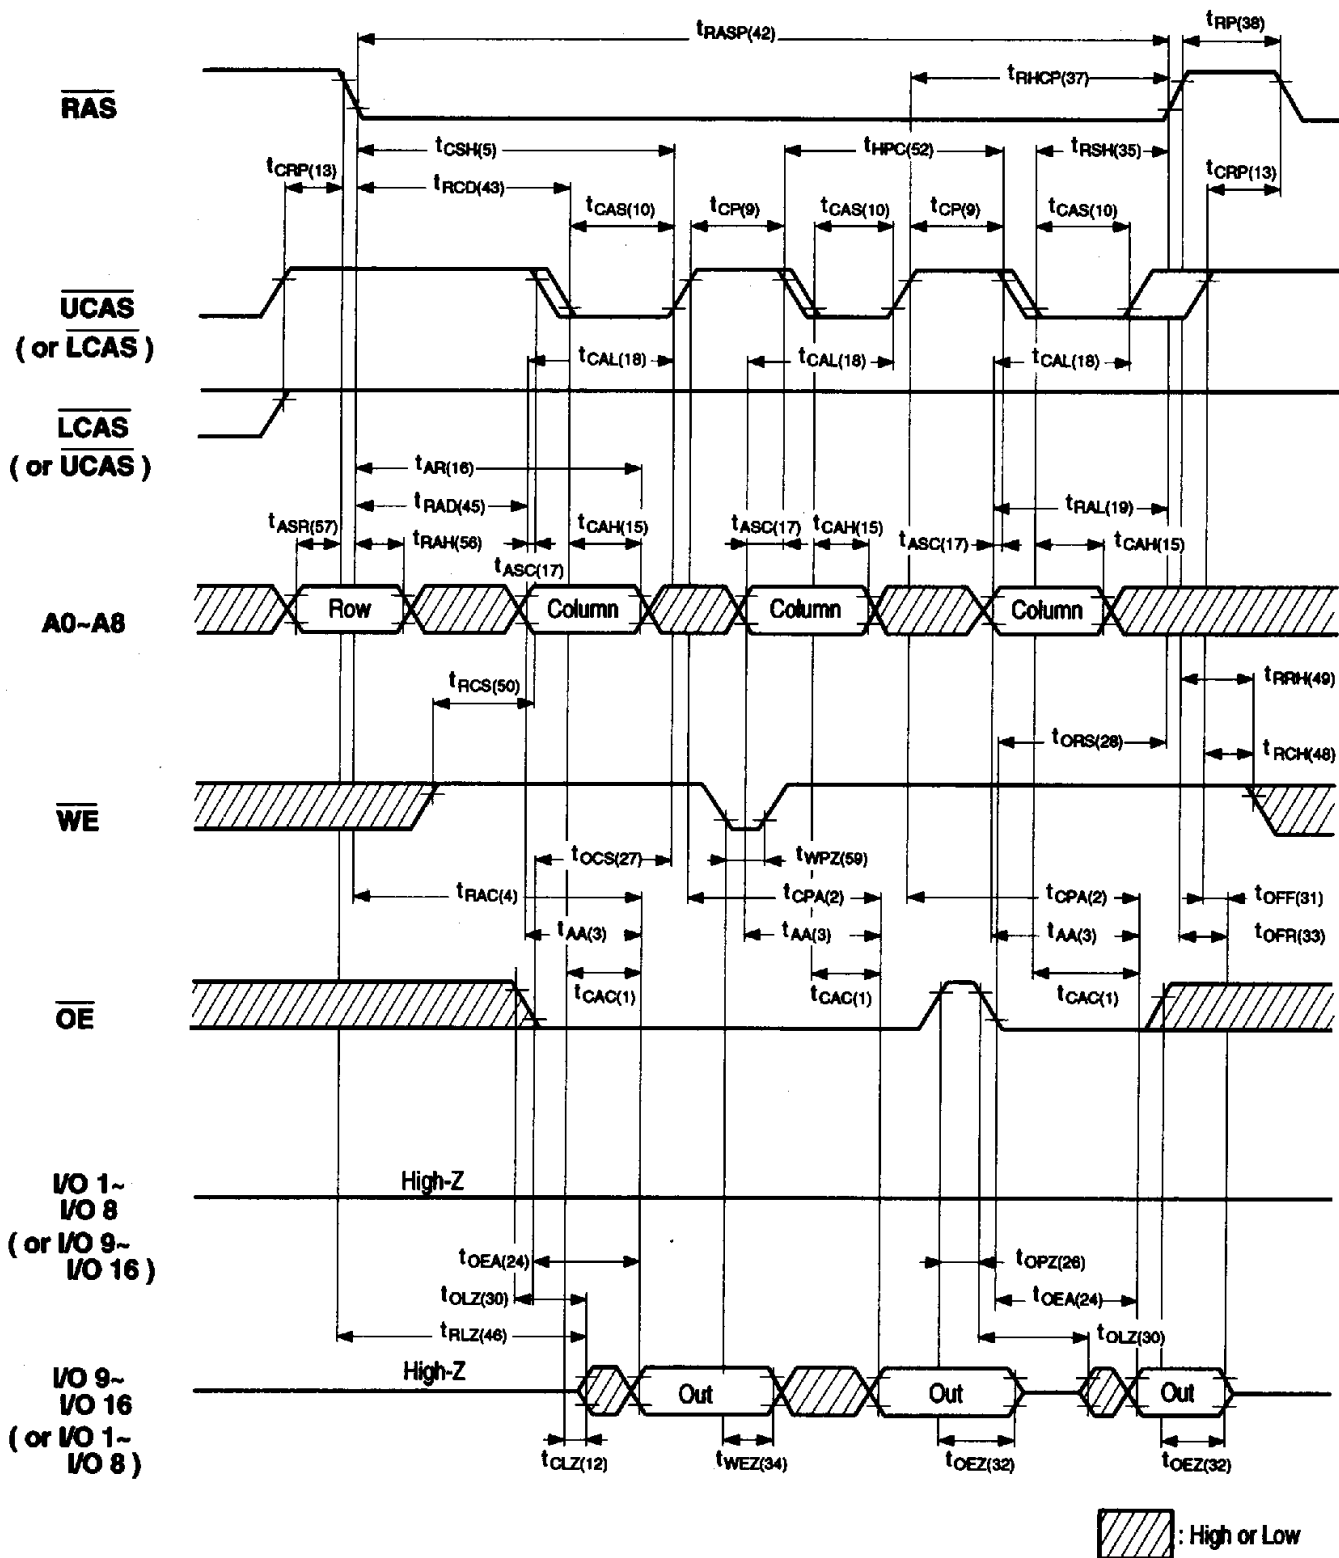 tRASP(42)
tRP(38)
tRHCP(37)
RAS
tCSH(5)
tHPC(52)
tRSH(35)
tCRP(13)
tRCD(43)
tCRP(13)
tCAS(10)
tCP(9)
tCAS(10)
tCP(9)
tCAS(10)
UCAS
( or LCAS )
tCAL(18)
tCAL(18)
tCAL(18)
LCAS
( or UCAS )
tAR(16)
tRAD(45)
tRAL(19)
tASR(57)
tRAH(56)
tCAH(15)
tASC(17)
tCAH(15)
tASC(17)
tCAH(15)
tASC(17)
A0~A8
Row
Column
Column
Column
tRCS(50)
tRRH(49)
tORS(28)
tRCH(48)
WE
tOCS(27)
tWPZ(59)
tRAC(4)
tCPA(2)
tCPA(2)
tOFF(31)
tAA(3)
tAA(3)
tAA(3)
tOFR(33)
tCAC(1)
tCAC(1)
tCAC(1)
OE
I/O 1~
I/O 8
( or I/O 9~
I/O 16 )
High-Z
tOEA(24)
tOPZ(26)
tOLZ(30)
tOEA(24)
tRLZ(46)
tOLZ(30)
I/O 9~
I/O 16
( or I/O 1~
I/O 8 )
High-Z
Out
Out
Out
tCLZ(12)
tWEZ(34)
tOEZ(32)
tOEZ(32)
: High or Low